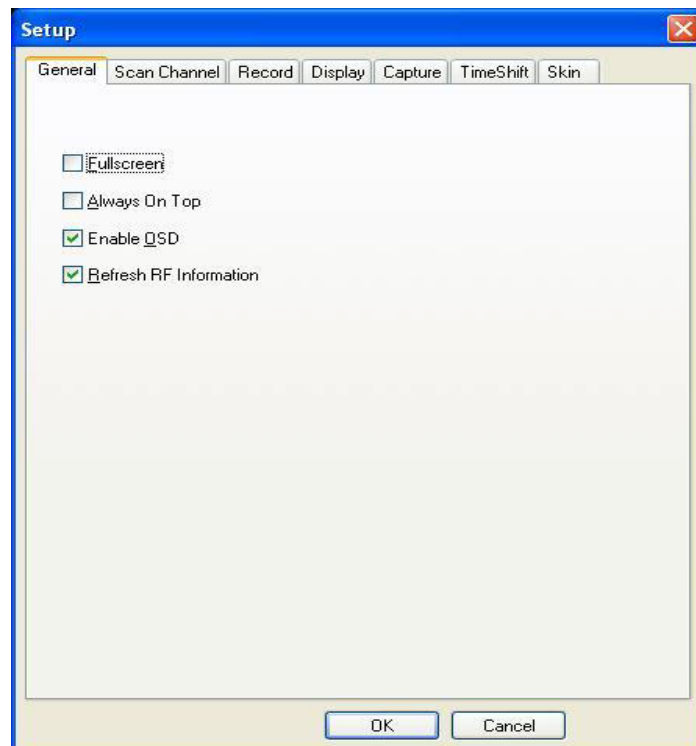 Setup
General Scan Channel Record Display Capture TimeShift Skin
Fullscreen
Always On Top
Enable OSD
Refresh RF Information
OK Cancel